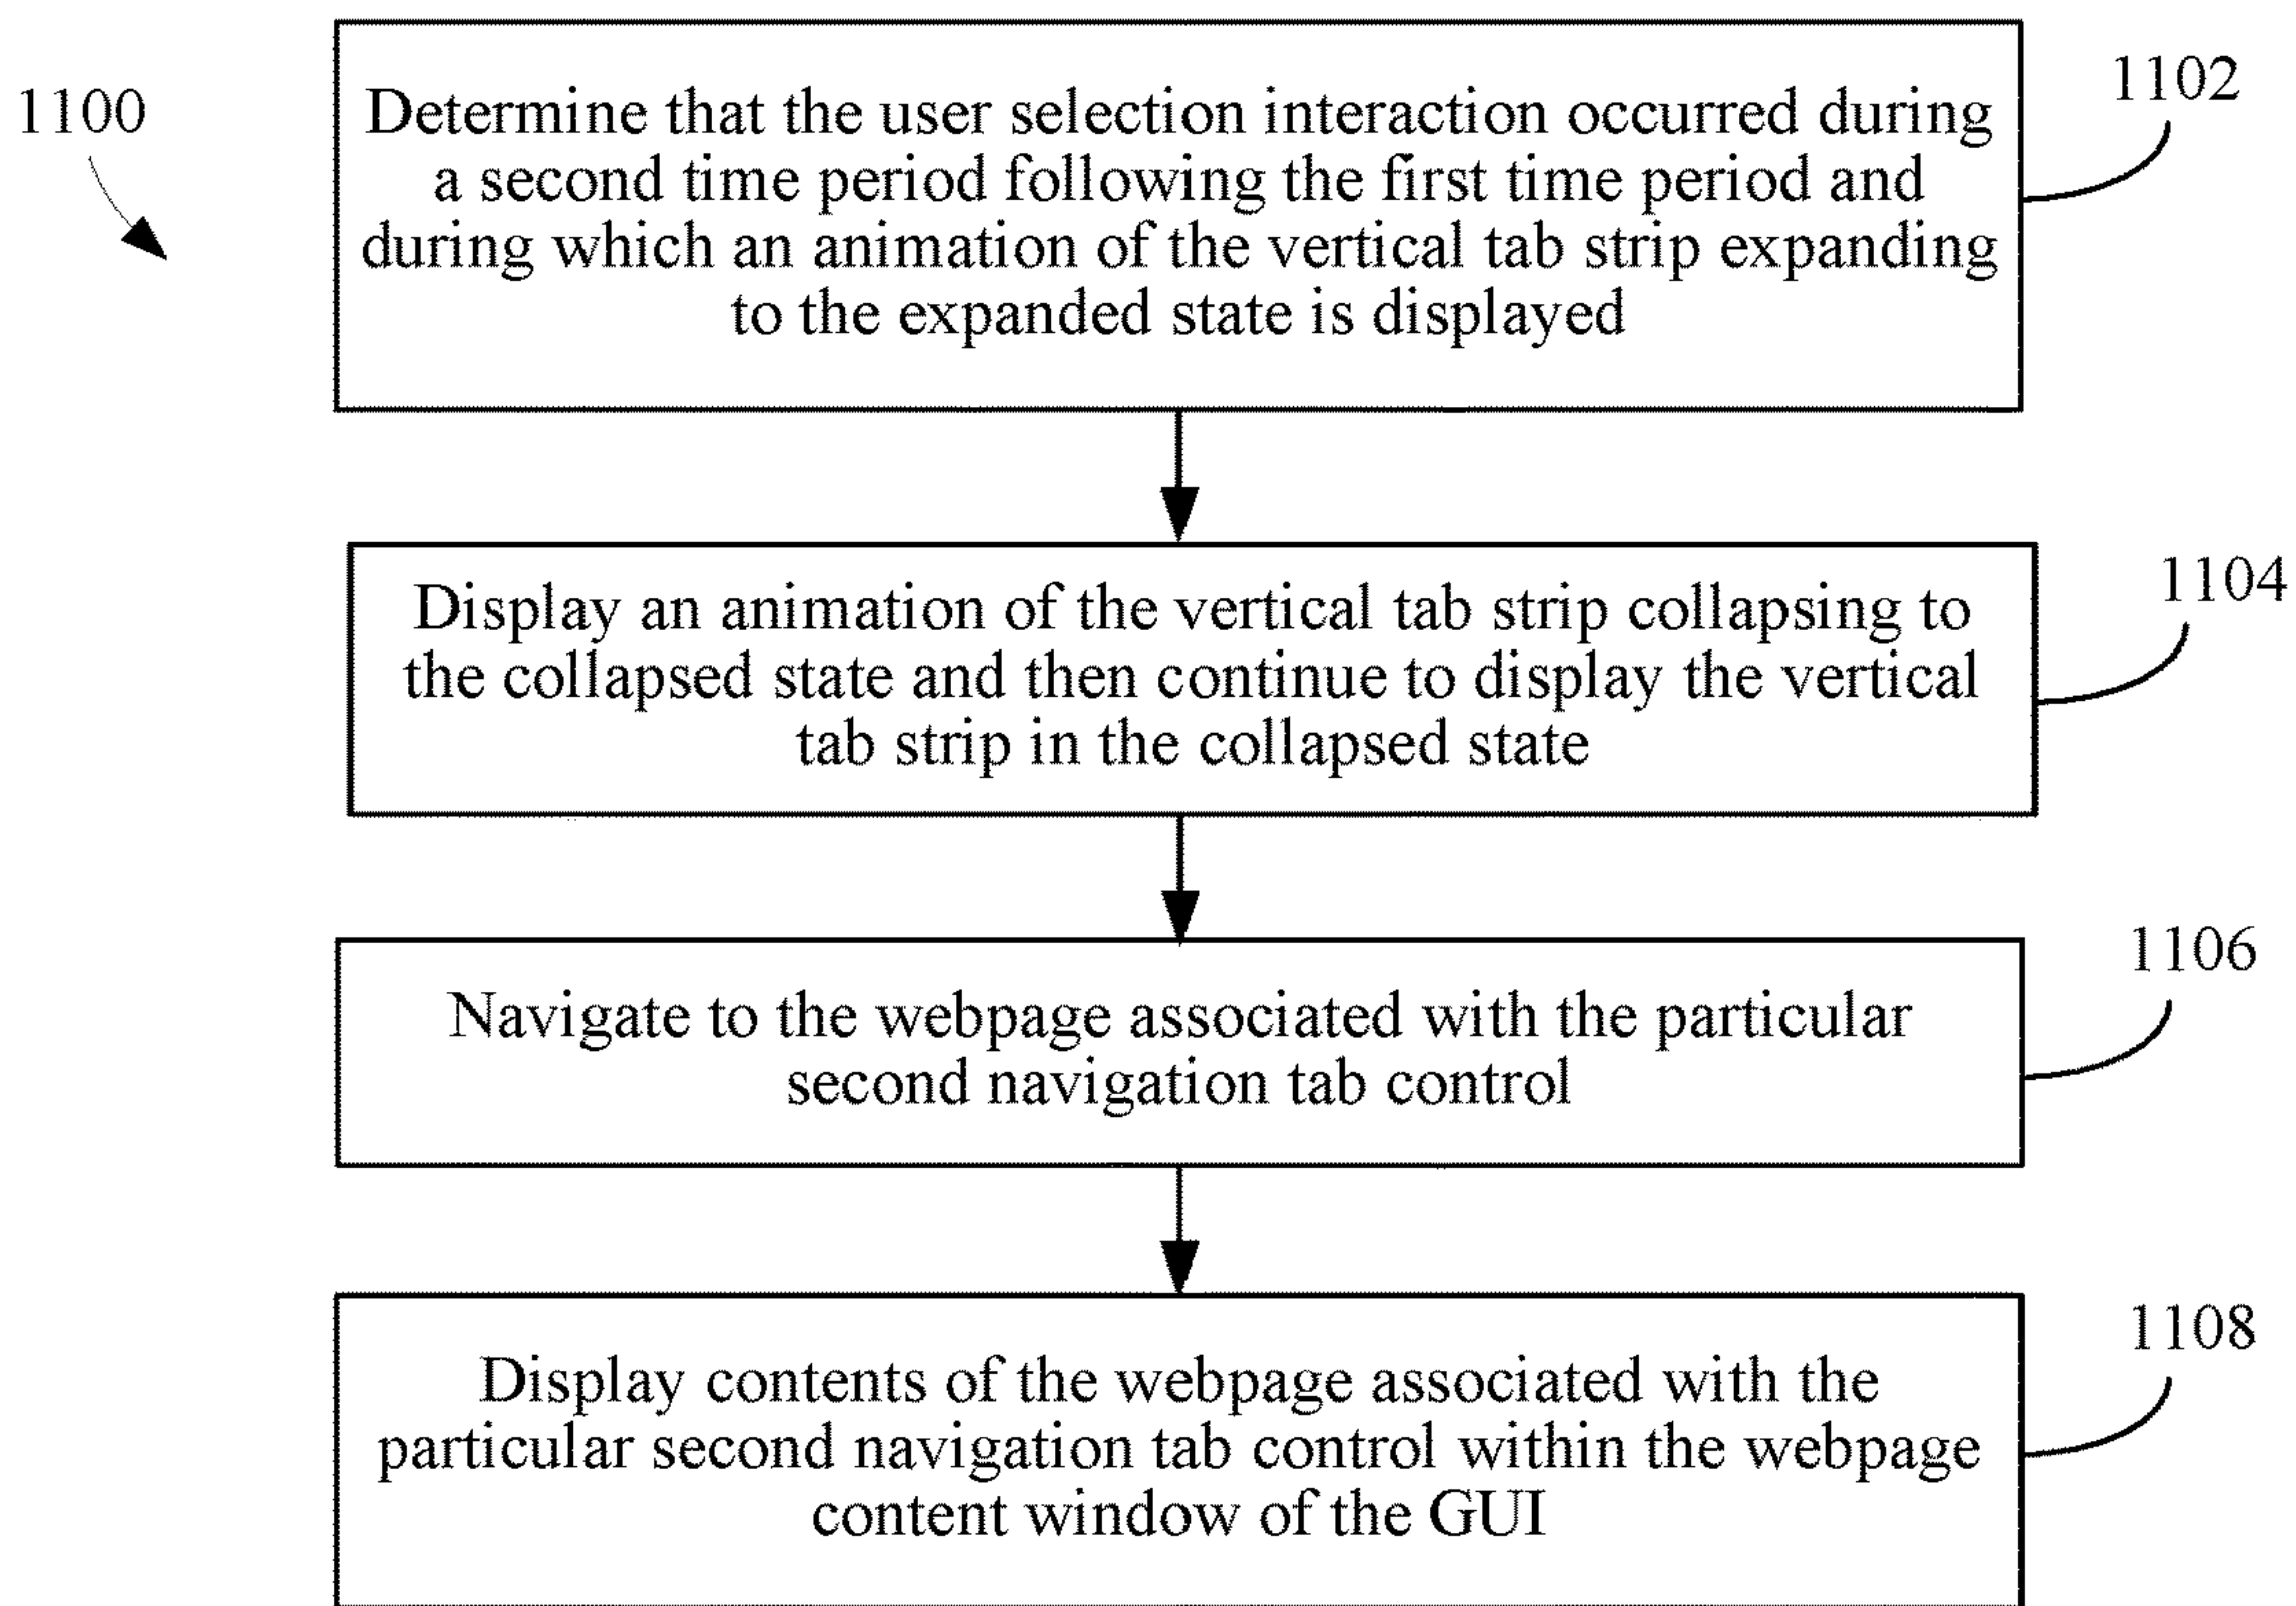 1100
1102
Determine that the user selection interaction occurred during
a second time period following the first time period and
during which an animation of the vertical tab strip expanding
to the expanded state is displayed
1104
Display an animation of the vertical tab strip collapsing to
the collapsed state and then continue to display the vertical
tab strip in the collapsed state
1106
Navigate to the webpage associated with the particular
second navigation tab control
1108
Display contents of the webpage associated with the
particular second navigation tab control within the webpage
content window of the GUI